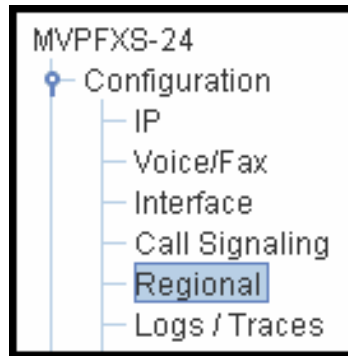 MVPFXS-24
Configuration
IP
Voice/Fax
Interface
Call Signaling
Regional
Logs / Traces